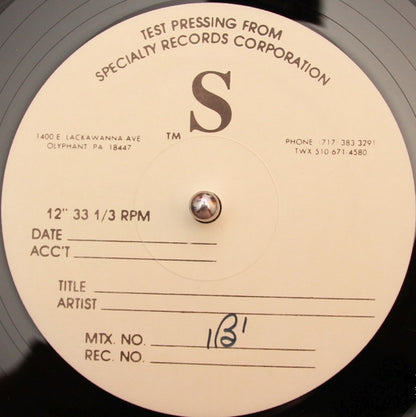 TEST PRESSING FROM
SPECIALTY RECORDS CORPORATION
S
TM
1400 E. LACKAWANNA AVE
OLYPHANT PA 18447
PHONE (717) 383 3291
TWX 510 671-4580
12" 33 1/3 RPM
DATE
ACC'T
TITLE
ARTIST
MTX. NO. 'B'
REC. NO.